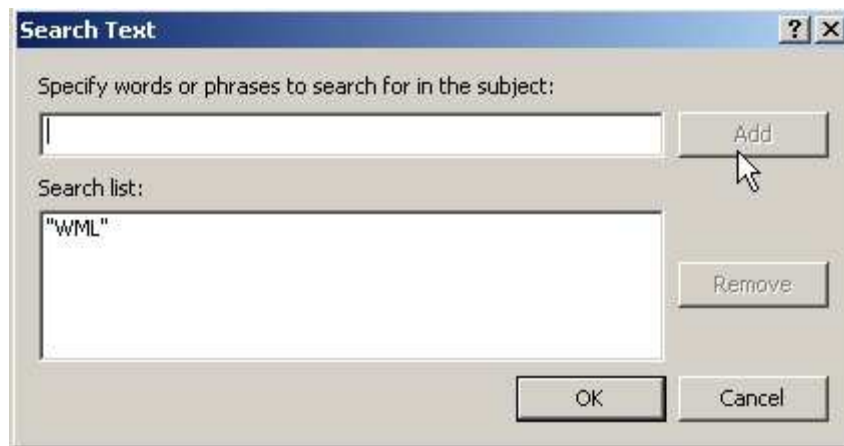 Search Text
Specify words or phrases to search for in the subject:
Add
Search list:
"WML"
Remove
OK Cancel